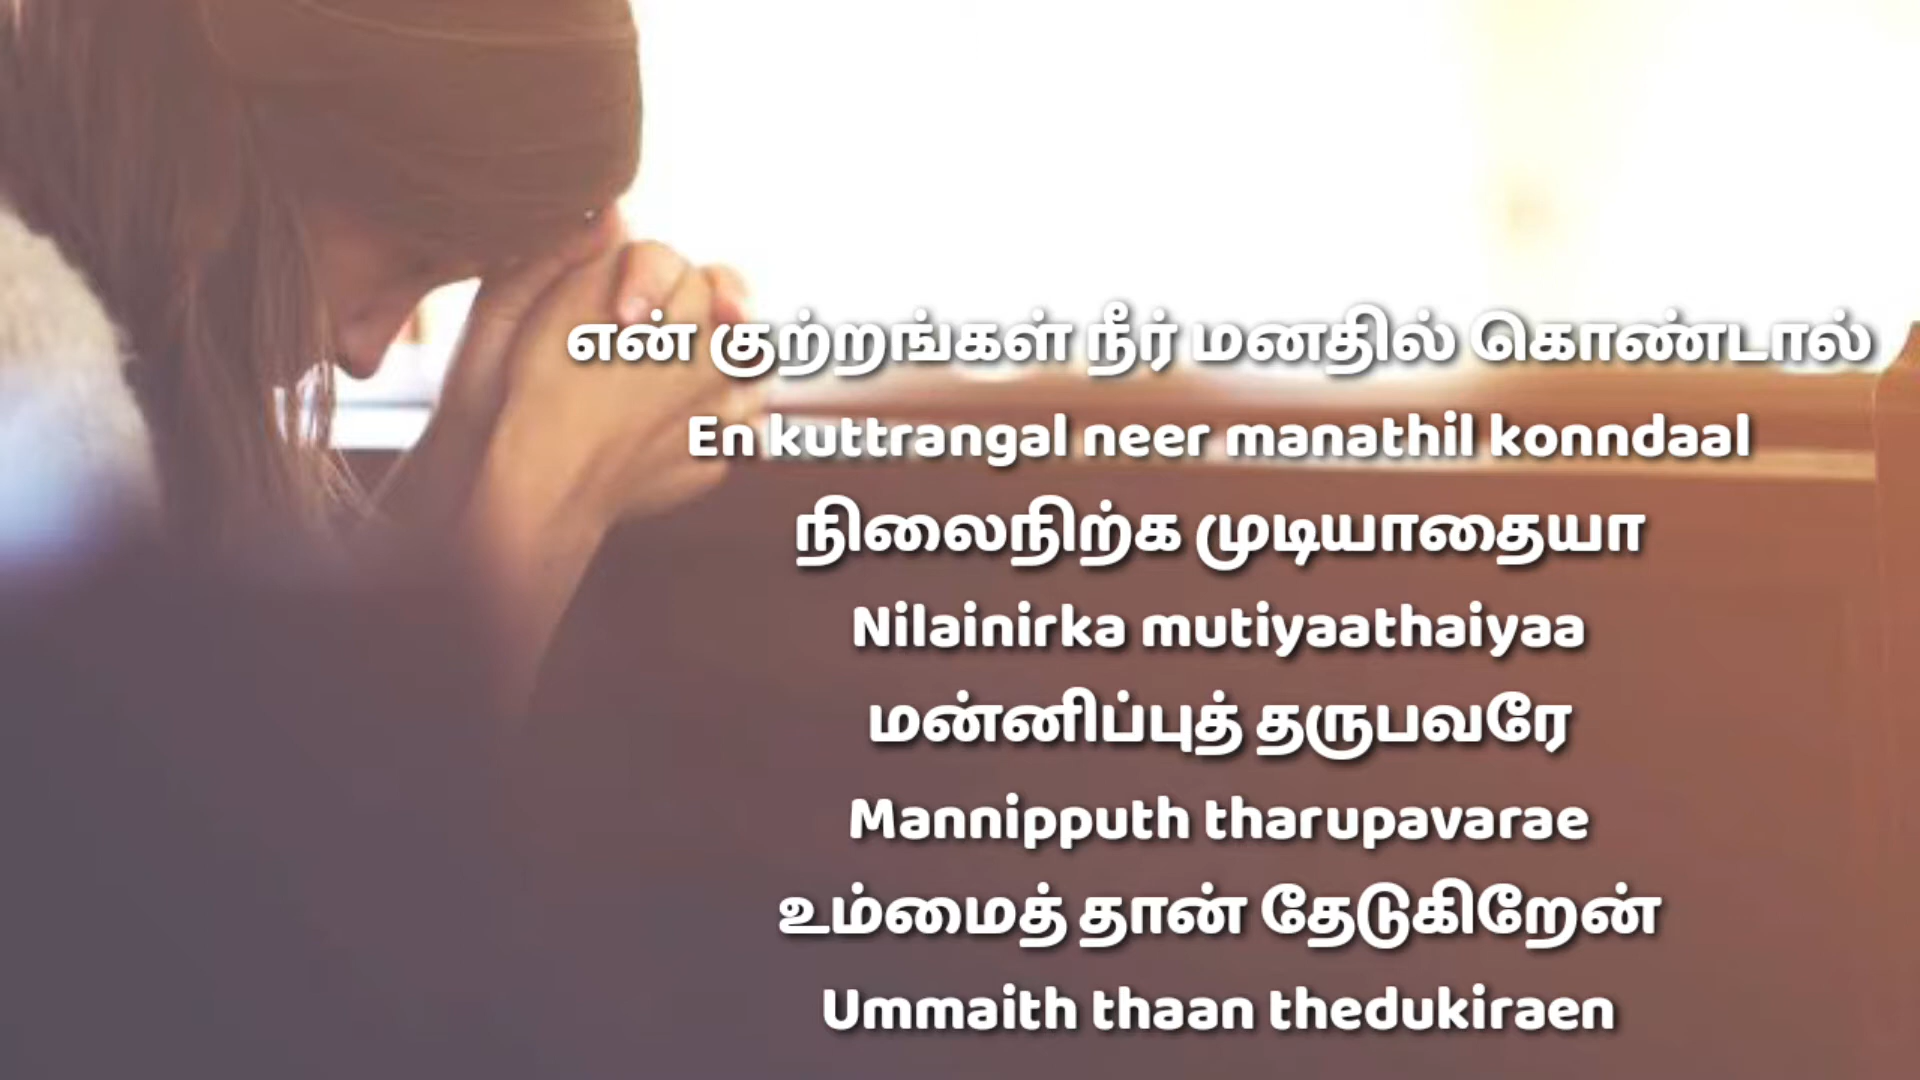 என் குற்றங்கள் நீர் மனதில் கொண்டால்
En kuttrangal neer manathil konndaal
நிலைநிற்க முடியாதையா
Nilainirka mutiyaathaiyaa
மன்னிப்புத் தருபவரே
Mannipputh tharupavarae
உம்மைத் தான் தேடுகிறேன்
Ummaith thaan thedukiraen